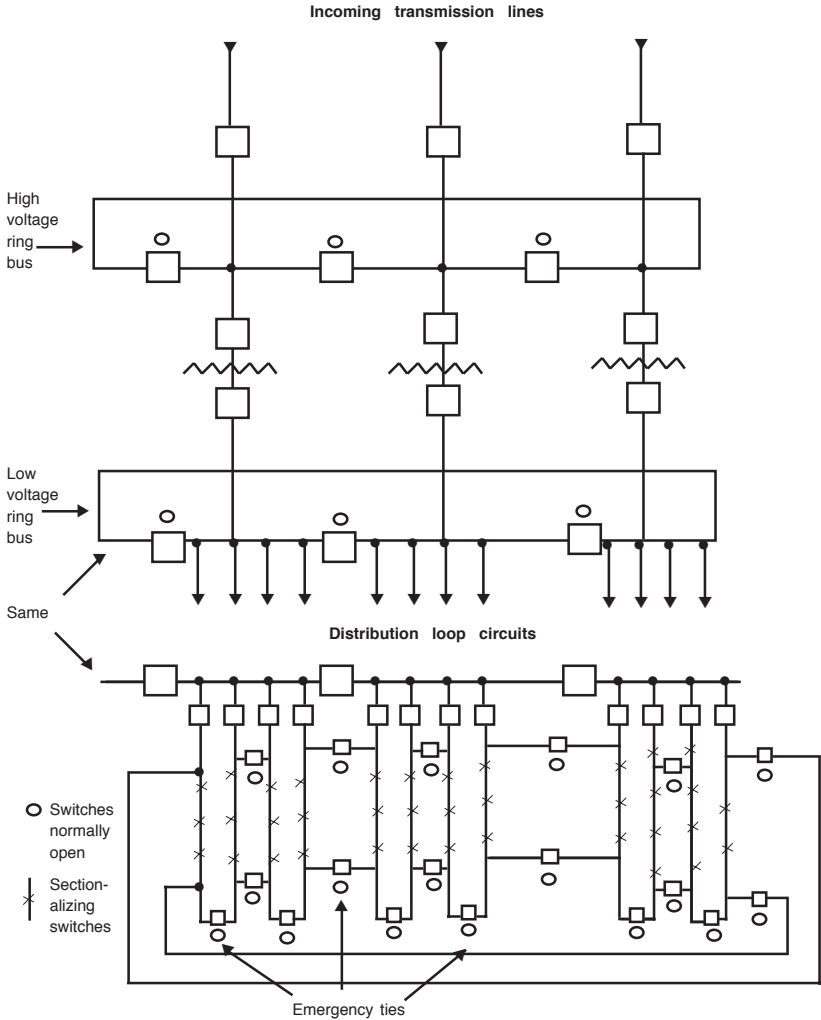 Incoming transmission lines
High
voltage
ring
bus
Low
voltage
ring
bus
Same
Distribution loop circuits
Switches
normally
open
Section-
alizing
switches
Emergency ties